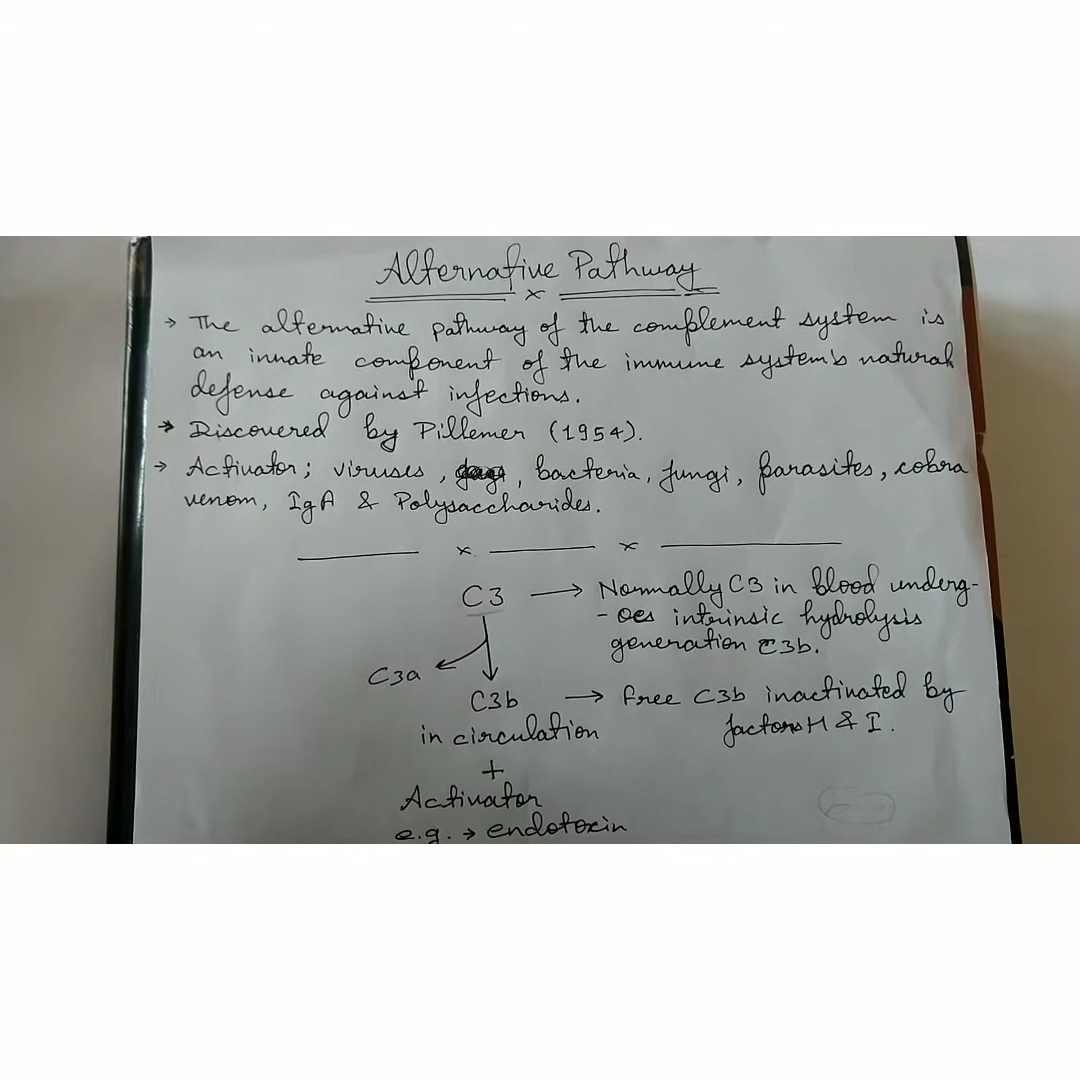 Alternative Pathway
x
→ The alternative pathway of the complement system is
an innate component of the immune system's natural
defense against infections.
→ Discovered by Pillemer (1954).
→ Activator; viruses, , bacteria, fungi, parasites, cobra
venom, IgA & Polysaccharides.
x x
C3 → Normally C3 in blood underg-
-oes intrinsic hydrolysis
generation C3b.
C3a
C3b → free C3b inactivated by
in circulation factors H & I.
+
Activator
e.g. → endotoxin